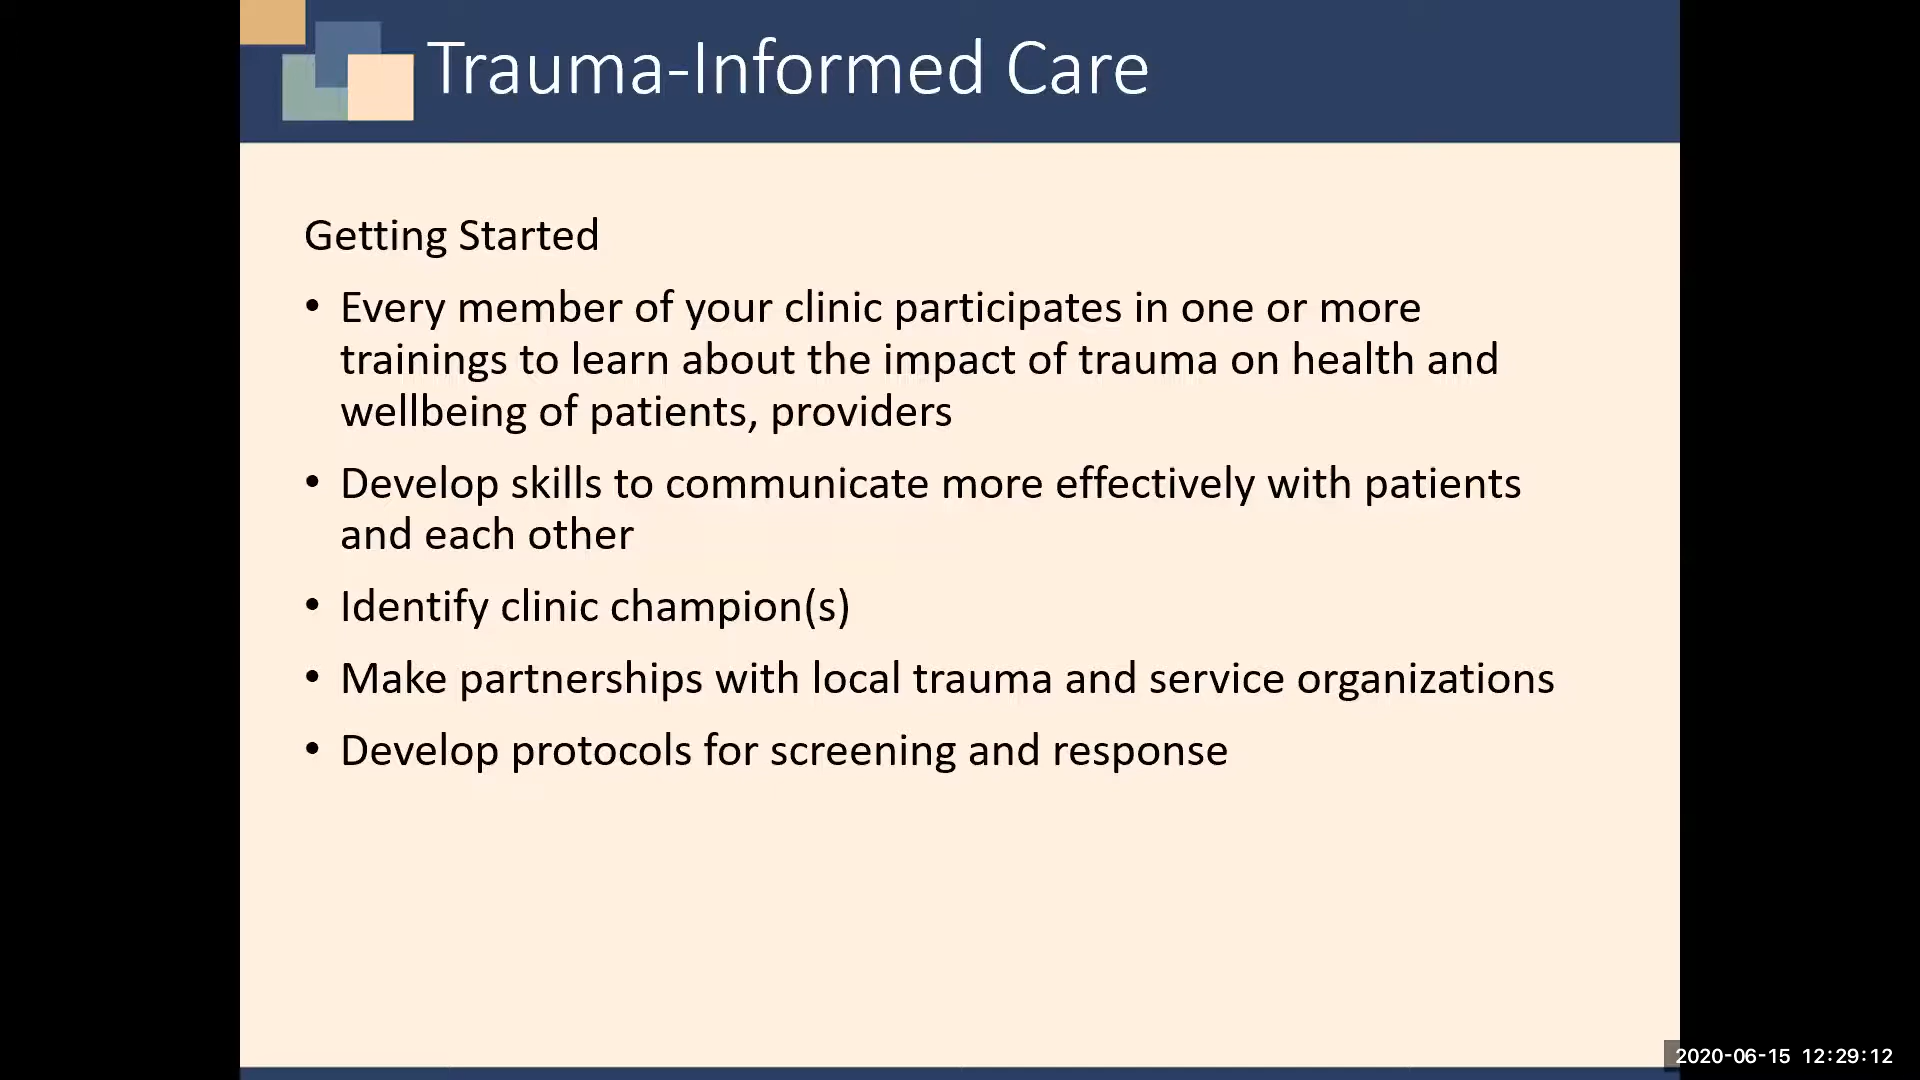 Trauma-Informed Care
Getting Started
• Every member of your clinic participates in one or more
trainings to learn about the impact of trauma on health and
wellbeing of patients, providers
• Develop skills to communicate more effectively with patients
and each other
• Identify clinic champion(s)
• Make partnerships with local trauma and service organizations
• Develop protocols for screening and response
2020-06-15 12:29:12